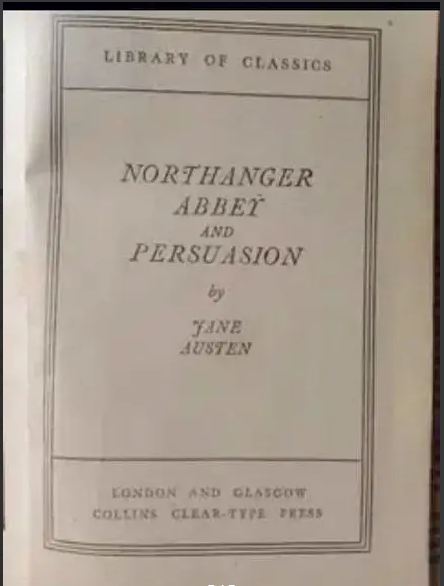 LIBRARY OF CLASSICS
NORTHANGER
ABBEY
AND
PERSUASION
by
JANE
AUSTEN
LONDON AND GLASGOW
COLLINS CLEAR-TYPE PRESS